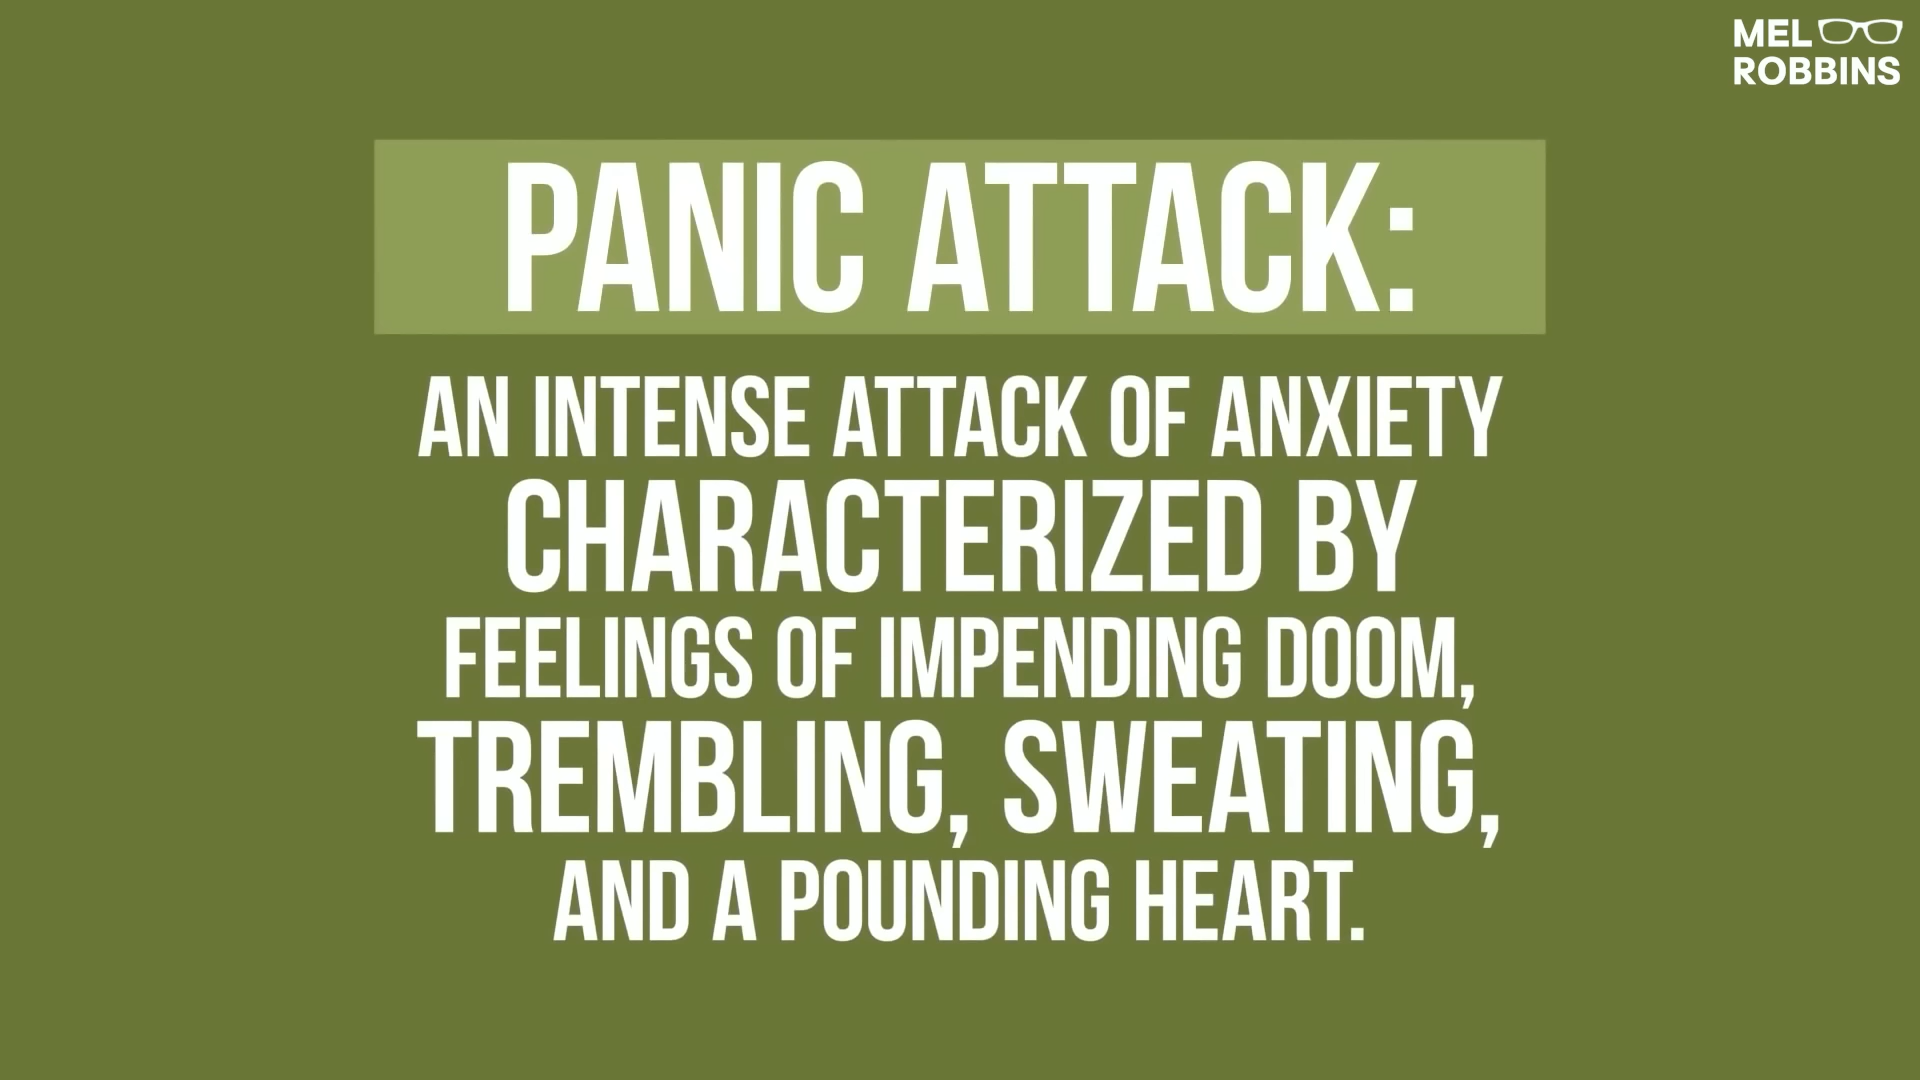 MEL
ROBBINS
PANIC ATTACK:
AN INTENSE ATTACK OF ANXIETY
CHARACTERIZED BY
FEELINGS OF IMPENDING DOOM,
TREMBLING, SWEATING,
AND A POUNDING HEART.